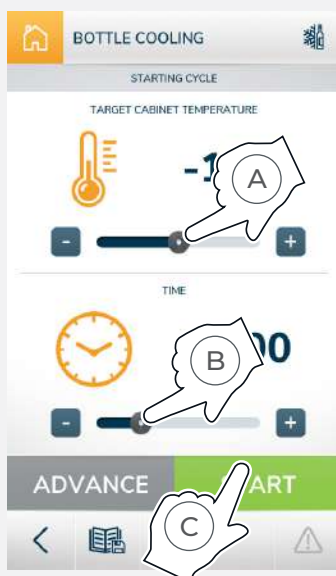 BOTTLE COOLING
STARTING CYCLE
TARGET CABINET TEMPERATURE
A
- +
TIME
B
- +
ADVANCE
C